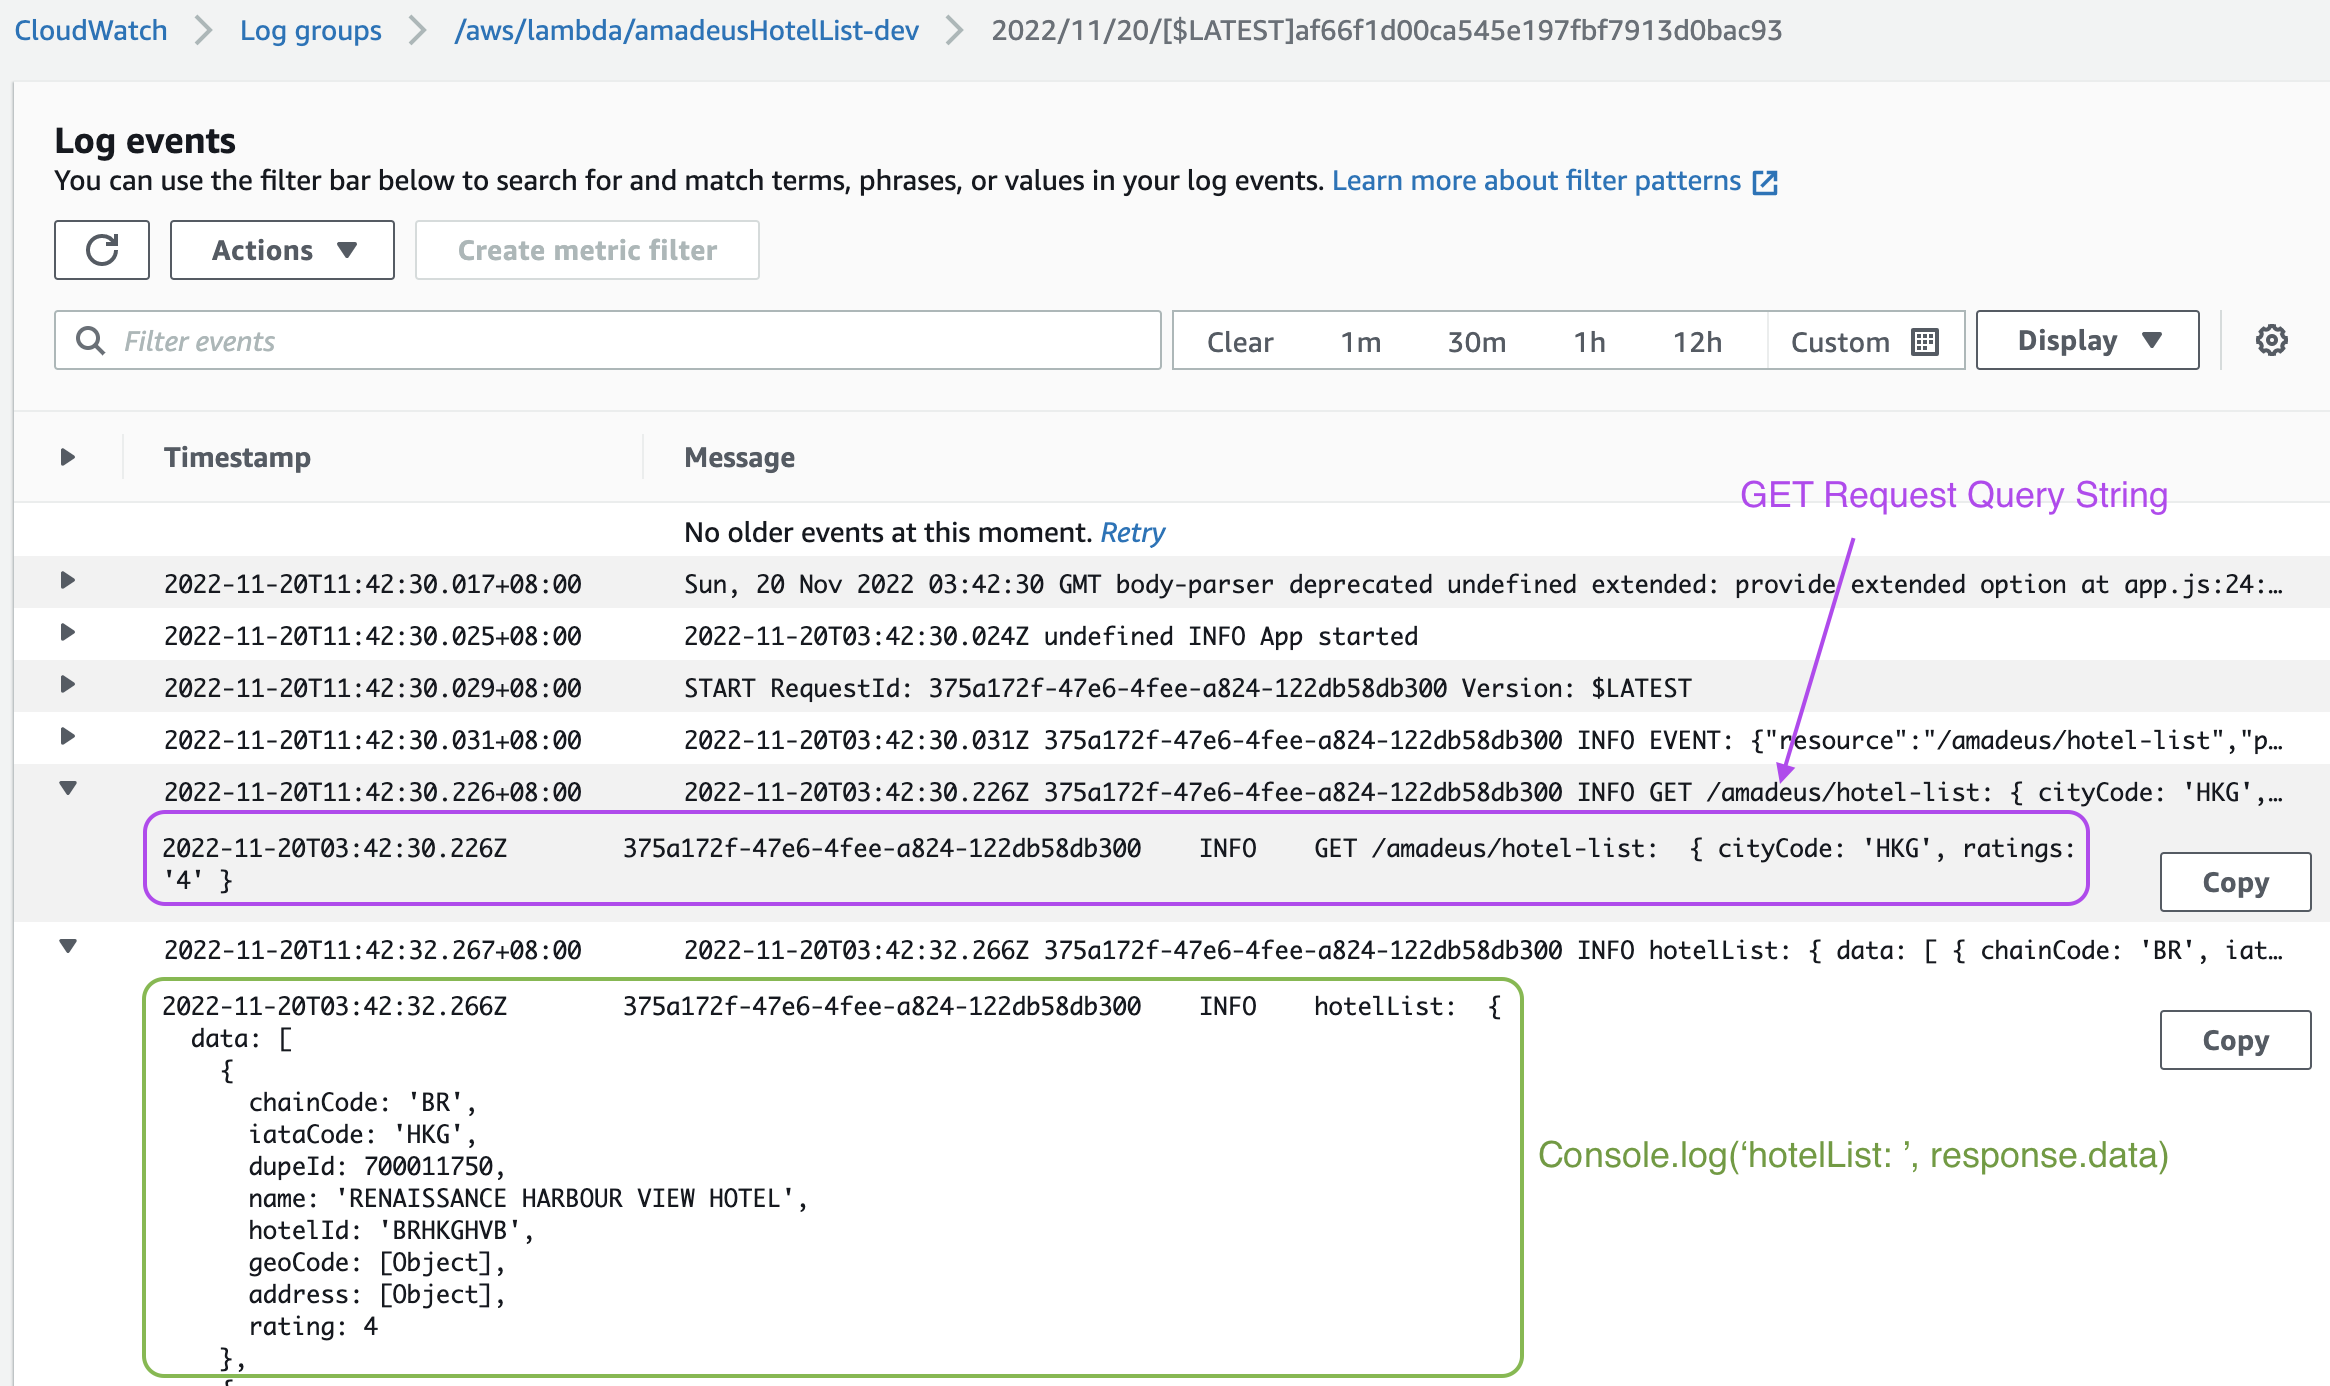 CloudWatch > Log groups > /aws/lambda/amadeusHotelList-dev > 2022/11/20/[$LATEST]af66f1d00ca545e197fbf7913d0bac93
Log events
You can use the filter bar below to search for and match terms, phrases, or values in your log events. Learn more about filter patterns
Actions Create metric filter
Filter events Clear 1m 30m 1h 12h Custom Display
Timestamp Message
GET Request Query String
No older events at this moment. Retry
2022-11-20T11:42:30.017+08:00 Sun, 20 Nov 2022 03:42:30 GMT body-parser deprecated undefined extended: provide extended option at app.js:24:…
2022-11-20T11:42:30.025+08:00 2022-11-20T03:42:30.024Z undefined INFO App started
2022-11-20T11:42:30.029+08:00 START RequestId: 375a172f-47e6-4fee-a824-122db58db300 Version: $LATEST
2022-11-20T11:42:30.031+08:00 2022-11-20T03:42:30.031Z 375a172f-47e6-4fee-a824-122db58db300 INFO EVENT: {"resource":"/amadeus/hotel-list","p…
2022-11-20T11:42:30.226+08:00 2022-11-20T03:42:30.226Z 375a172f-47e6-4fee-a824-122db58db300 INFO GET /amadeus/hotel-list: { cityCode: 'HKG',…
2022-11-20T03:42:30.226Z 375a172f-47e6-4fee-a824-122db58db300 INFO GET /amadeus/hotel-list: { cityCode: 'HKG', ratings:
'4' }
Copy
2022-11-20T11:42:32.267+08:00 2022-11-20T03:42:32.266Z 375a172f-47e6-4fee-a824-122db58db300 INFO hotelList: { data: [ { chainCode: 'BR', iat…
2022-11-20T03:42:32.266Z 375a172f-47e6-4fee-a824-122db58db300 INFO hotelList: {
Copy
data: [
{
chainCode: 'BR',
iataCode: 'HKG',
Console.log(‘hotelList: ’, response.data)
dupeId: 700011750,
name: 'RENAISSANCE HARBOUR VIEW HOTEL',
hotelId: 'BRHKGHVB',
geoCode: [Object],
address: [Object],
rating: 4
},
{